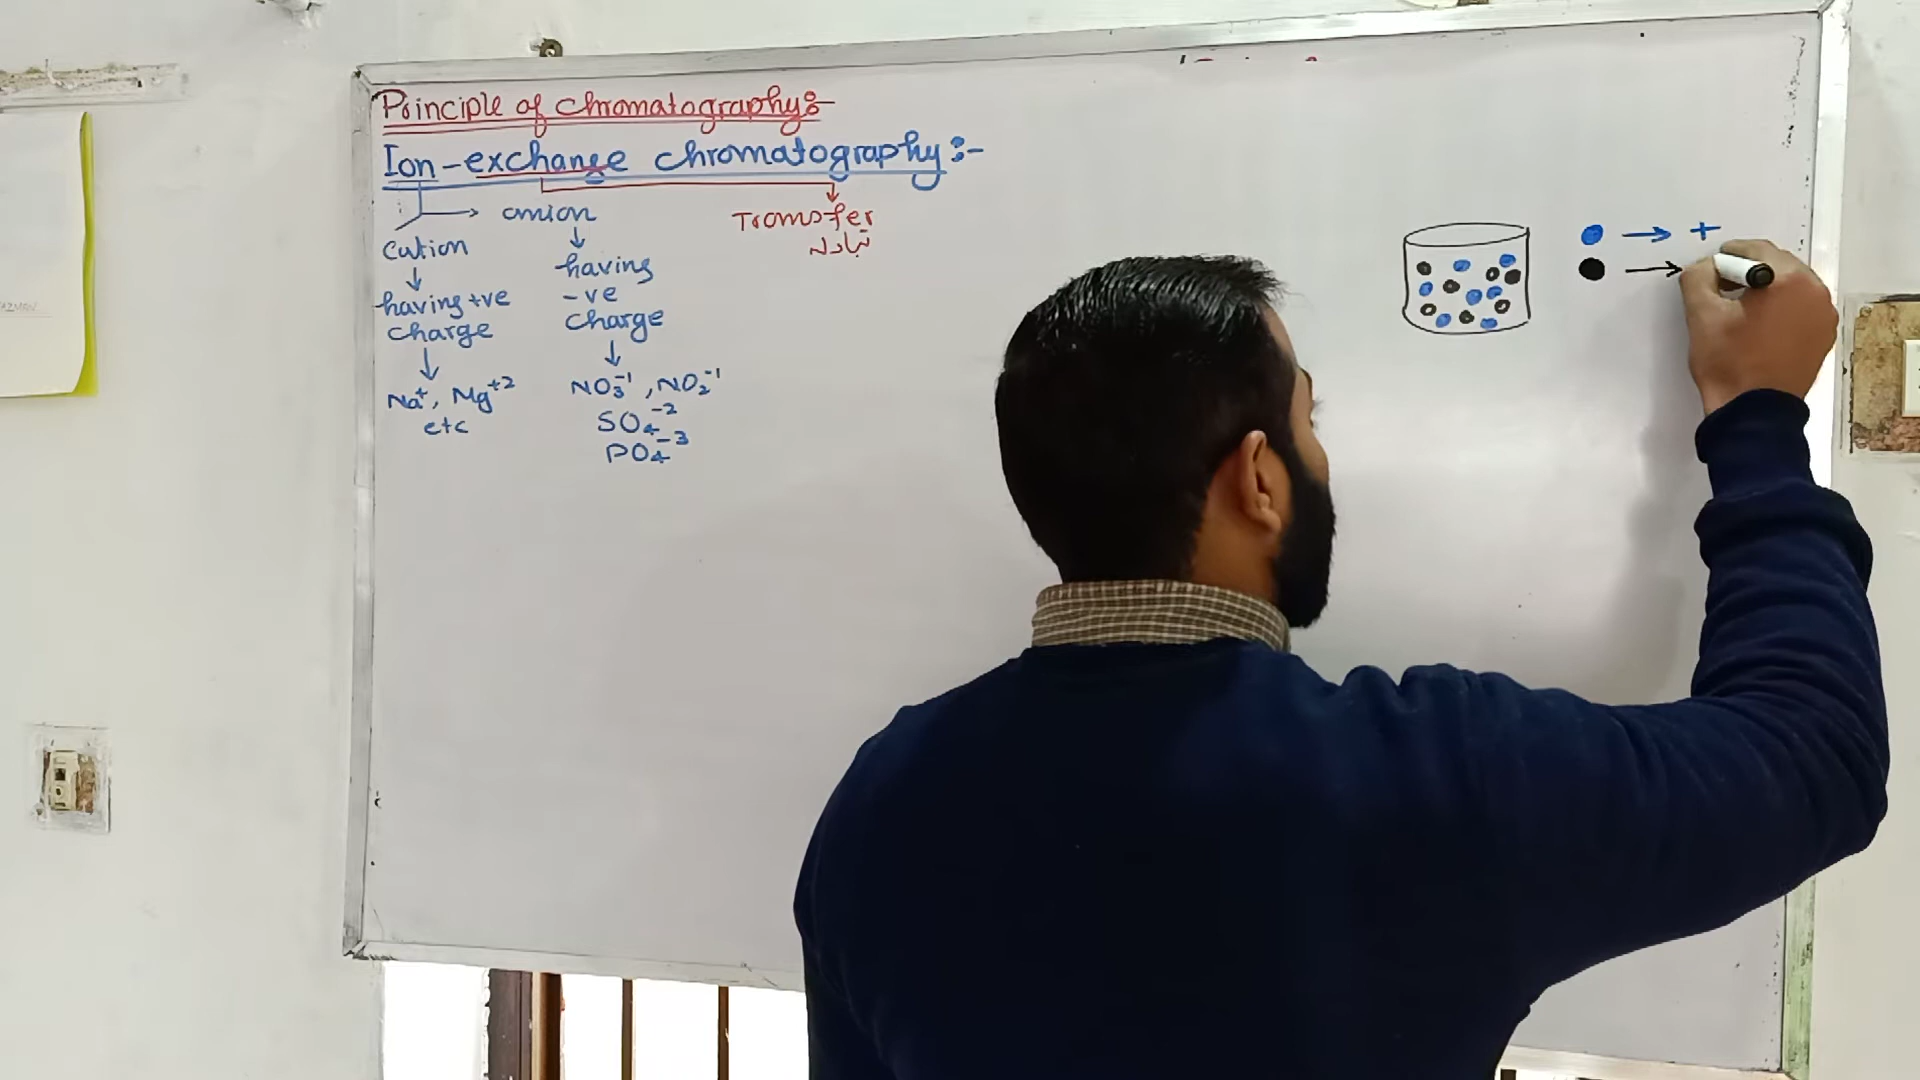 Principle of Chromatography:-
Ion-exchange chromatography:-
anion
Transfer
تبادلہ
Cation
having
-ve
charge
having +ve
charge
NO₃⁻¹, NO₂⁻¹
SO₄⁻²
PO₄⁻³
Na⁺, Mg⁺²
etc
→ +
→